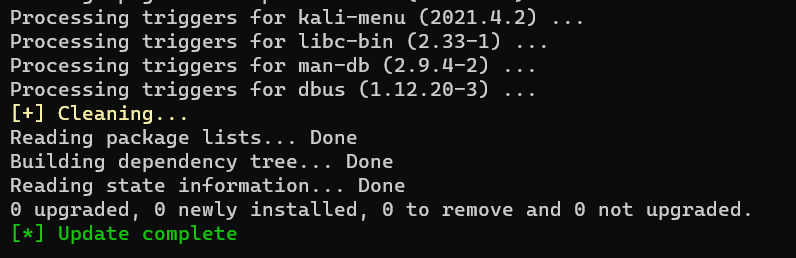 Processing triggers for kali-menu (2021.4.2) ...
Processing triggers for libc-bin (2.33-1) ...
Processing triggers for man-db (2.9.4-2) ...
Processing triggers for dbus (1.12.20-3) ...
[+] Cleaning...
Reading package lists... Done
Building dependency tree... Done
Reading state information... Done
0 upgraded, 0 newly installed, 0 to remove and 0 not upgraded.
[*] Update complete